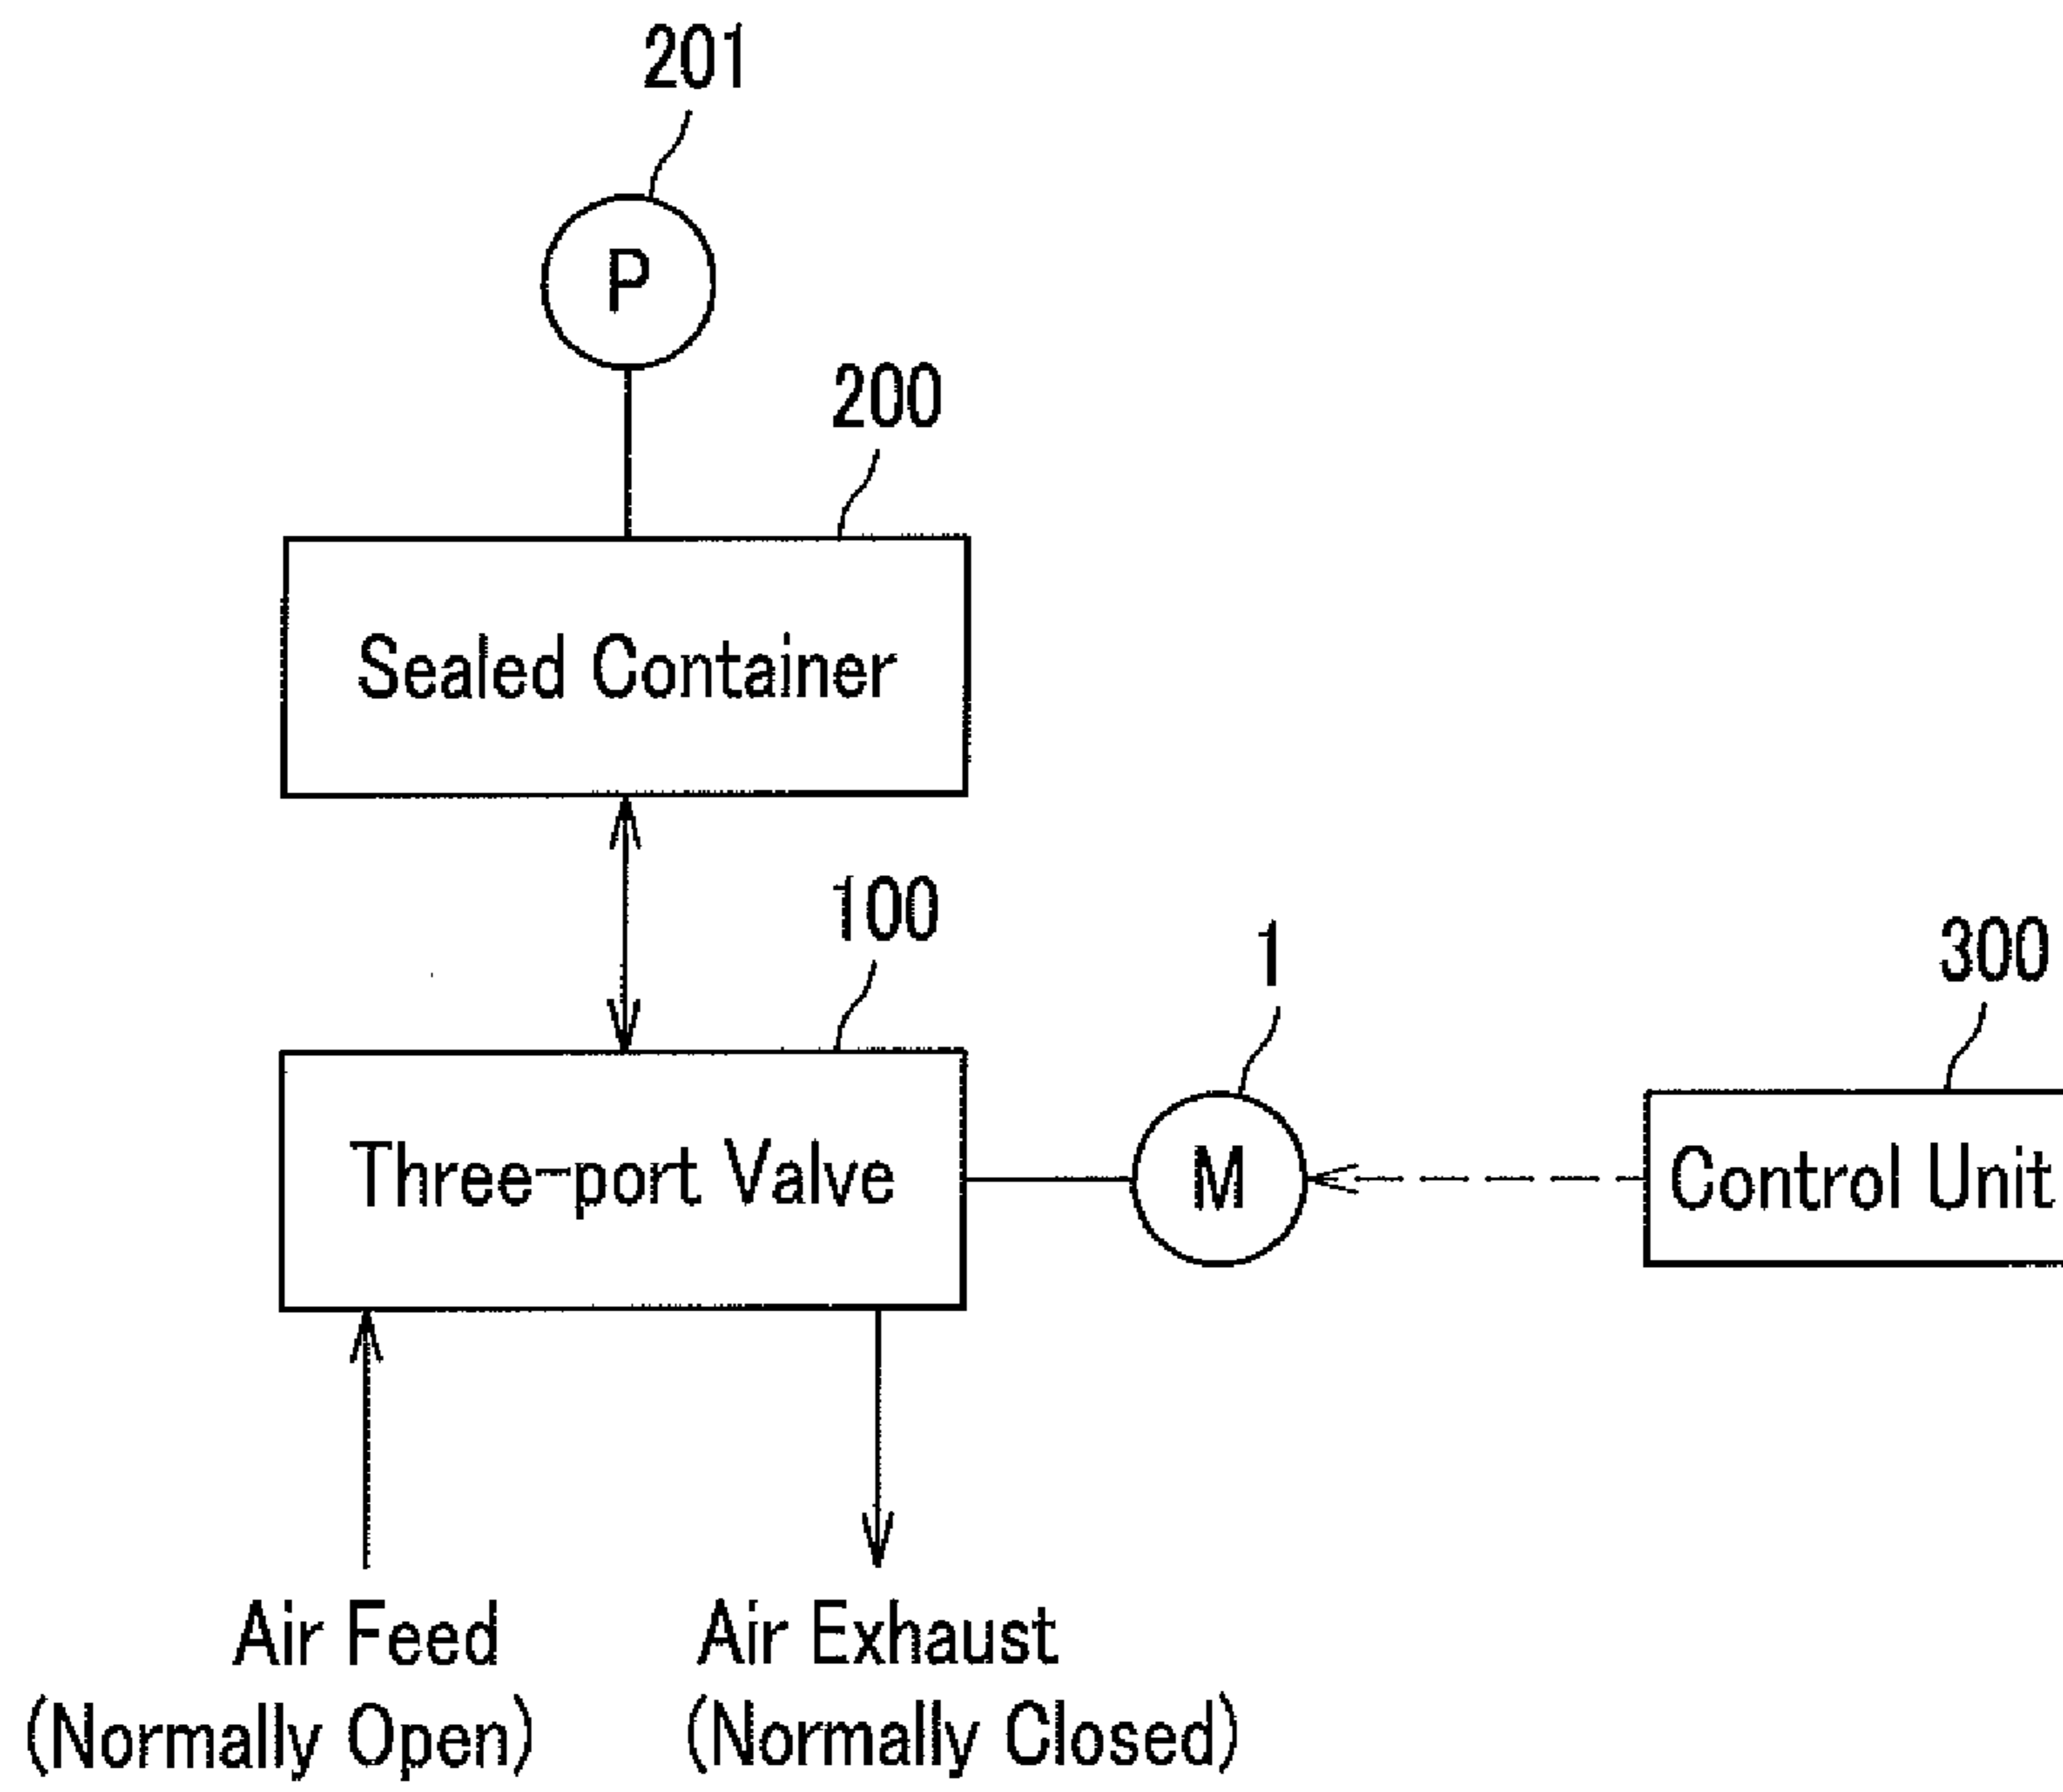 201
P
200
Sealed Container
100
1
300
Three-port Valve
M
Control Unit
Air Feed
(Normally Open)
Air Exhaust
(Normally Closed)